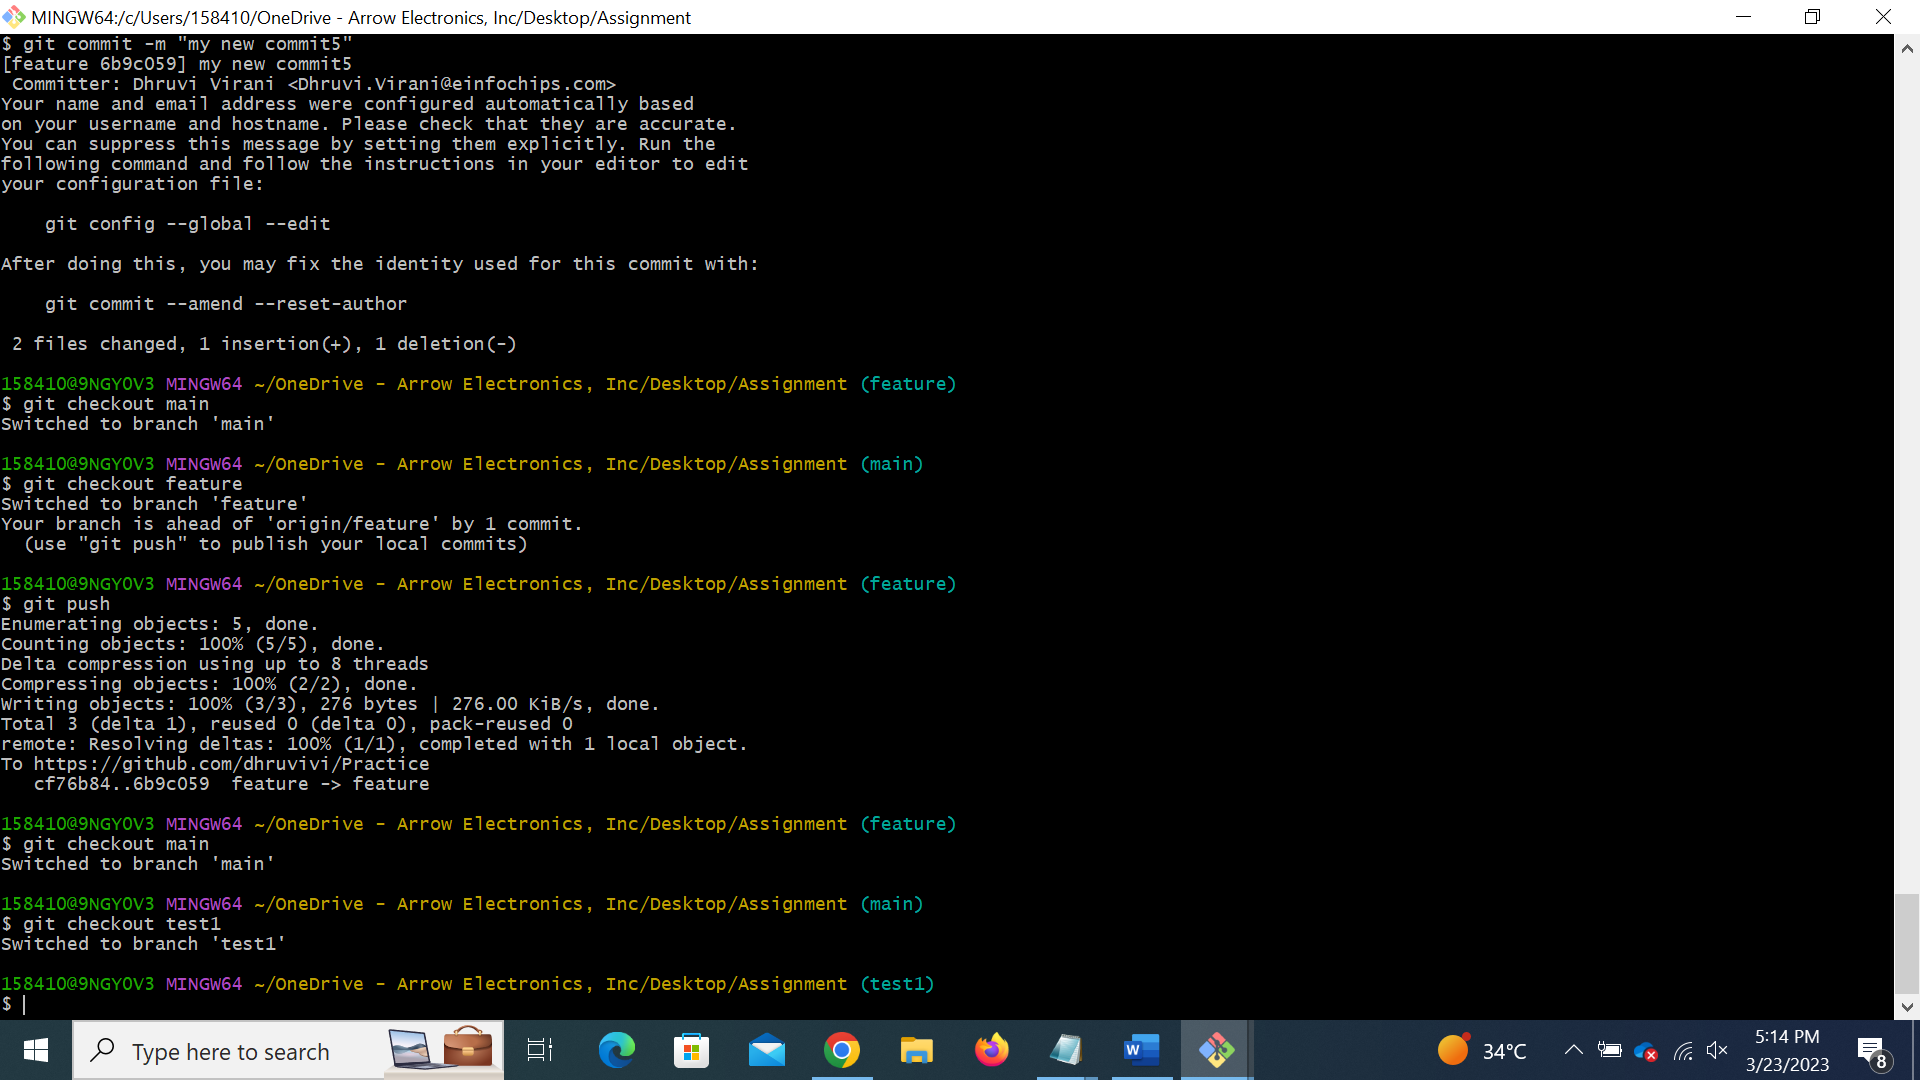 MINGW64:/c/Users/158410/OneDrive - Arrow Electronics, Inc/Desktop/Assignment
$ git commit -m "my new commit5"
[feature 6b9c059] my new commit5
 Committer: Dhruvi Virani <Dhruvi.Virani@einfochips.com>
Your name and email address were configured automatically based
on your username and hostname. Please check that they are accurate.
You can suppress this message by setting them explicitly. Run the
following command and follow the instructions in your editor to edit
your configuration file:
    git config --global --edit
After doing this, you may fix the identity used for this commit with:
    git commit --amend --reset-author
 2 files changed, 1 insertion(+), 1 deletion(-)
158410@9NGY0V3 MINGW64 ~/OneDrive - Arrow Electronics, Inc/Desktop/Assignment (feature)
$ git checkout main
Switched to branch 'main'
158410@9NGY0V3 MINGW64 ~/OneDrive - Arrow Electronics, Inc/Desktop/Assignment (main)
$ git checkout feature
Switched to branch 'feature'
Your branch is ahead of 'origin/feature' by 1 commit.
  (use "git push" to publish your local commits)
158410@9NGY0V3 MINGW64 ~/OneDrive - Arrow Electronics, Inc/Desktop/Assignment (feature)
$ git push
Enumerating objects: 5, done.
Counting objects: 100% (5/5), done.
Delta compression using up to 8 threads
Compressing objects: 100% (2/2), done.
Writing objects: 100% (3/3), 276 bytes | 276.00 KiB/s, done.
Total 3 (delta 1), reused 0 (delta 0), pack-reused 0
remote: Resolving deltas: 100% (1/1), completed with 1 local object.
To https://github.com/dhruvivi/Practice
   cf76b84..6b9c059  feature -> feature
158410@9NGY0V3 MINGW64 ~/OneDrive - Arrow Electronics, Inc/Desktop/Assignment (feature)
$ git checkout main
Switched to branch 'main'
158410@9NGY0V3 MINGW64 ~/OneDrive - Arrow Electronics, Inc/Desktop/Assignment (main)
$ git checkout test1
Switched to branch 'test1'
158410@9NGY0V3 MINGW64 ~/OneDrive - Arrow Electronics, Inc/Desktop/Assignment (test1)
$
Type here to search
W
34°C
5:14 PM
3/23/2023
8